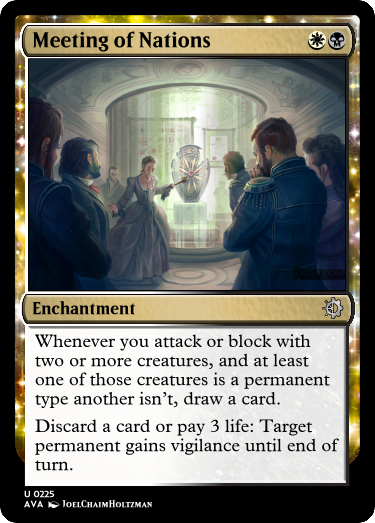 Meeting of Nations
Enchantment
Whenever you attack or block with
two or more creatures, and at least
one of those creatures is a permanent
type another isn't, draw a card.
Discard a card or pay 3 life: Target
permanent gains vigilance until end of
turn.
U 0225
AVA JoelChaimHoltzman